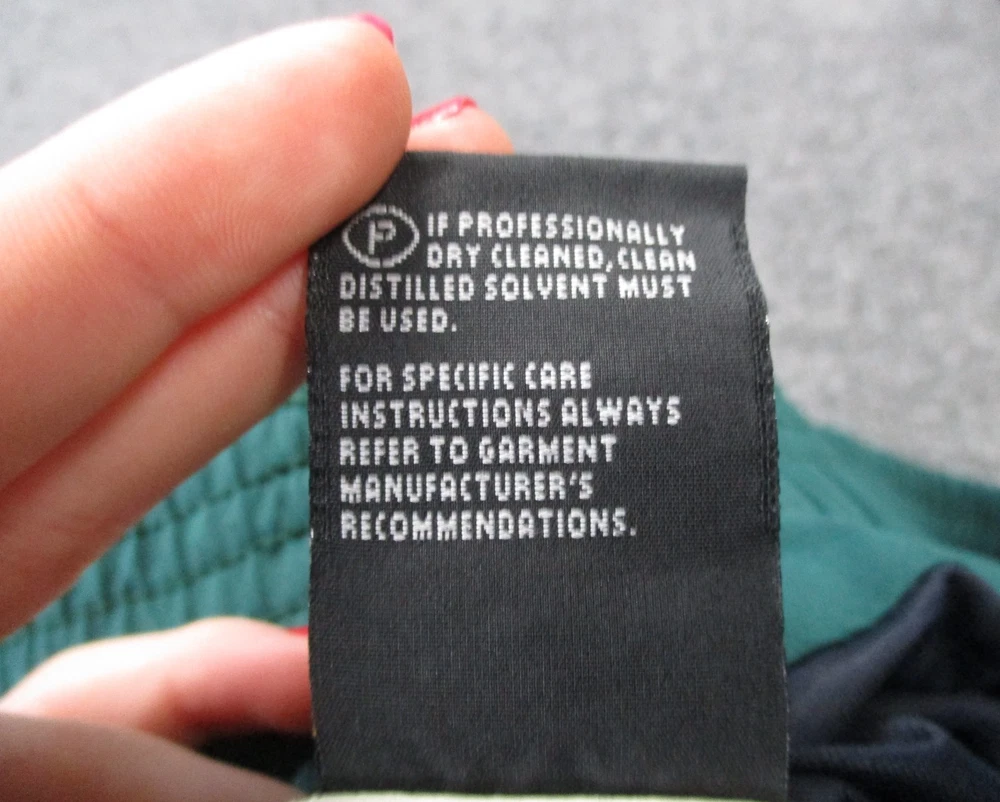 P IF PROFESSIONALLY
DRY CLEANED, CLEAN
DISTILLED SOLVENT MUST
BE USED.
FOR SPECIFIC CARE
INSTRUCTIONS ALWAYS
REFER TO GARMENT
MANUFACTURER'S
RECOMMENDATIONS.